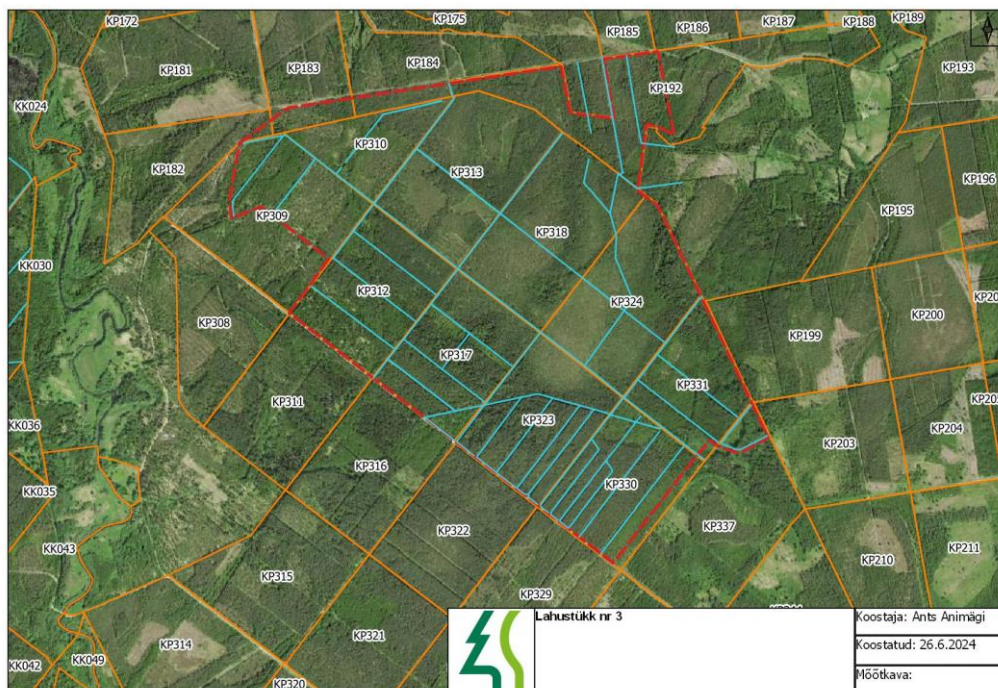 KP172
KP175
KP185
KP186
KP187
KP188
KP189
KP181
KP183
KP184
KP193
KK024
KP192
KP310
KP182
KP313
KP196
KP309
KP195
KP318
KK030
KP312
KP324
KP308
KP199
KP200
KP317
KP331
KP311
KP323
KK036
KP203
KP204
KP316
KK035
KP330
KP322
KP337
KK043
KP210
KP211
KP315
KP329
KP321
KP314
KK042
KK049
KP320
Lahustükk nr 3
Koostaja: Ants Animägi
Koostatud: 26.6.2024
Mõõtkava: